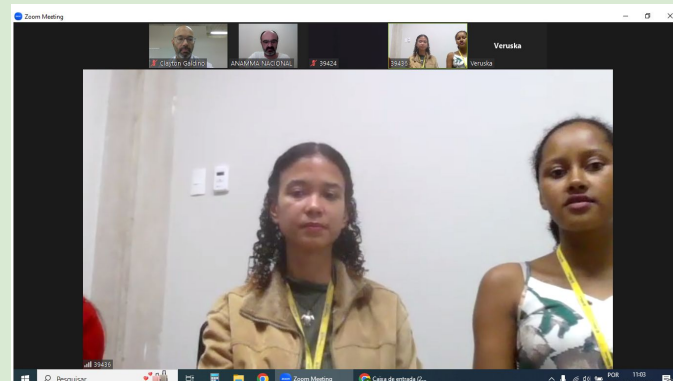 Zoom Meeting
Veruska
Clayton Galdino
ANAMMA NACIONAL
39424
39436
Veruska
39436
Pesquisar
Zoom Meeting
Caixa de entrada (2...
POR
11:03